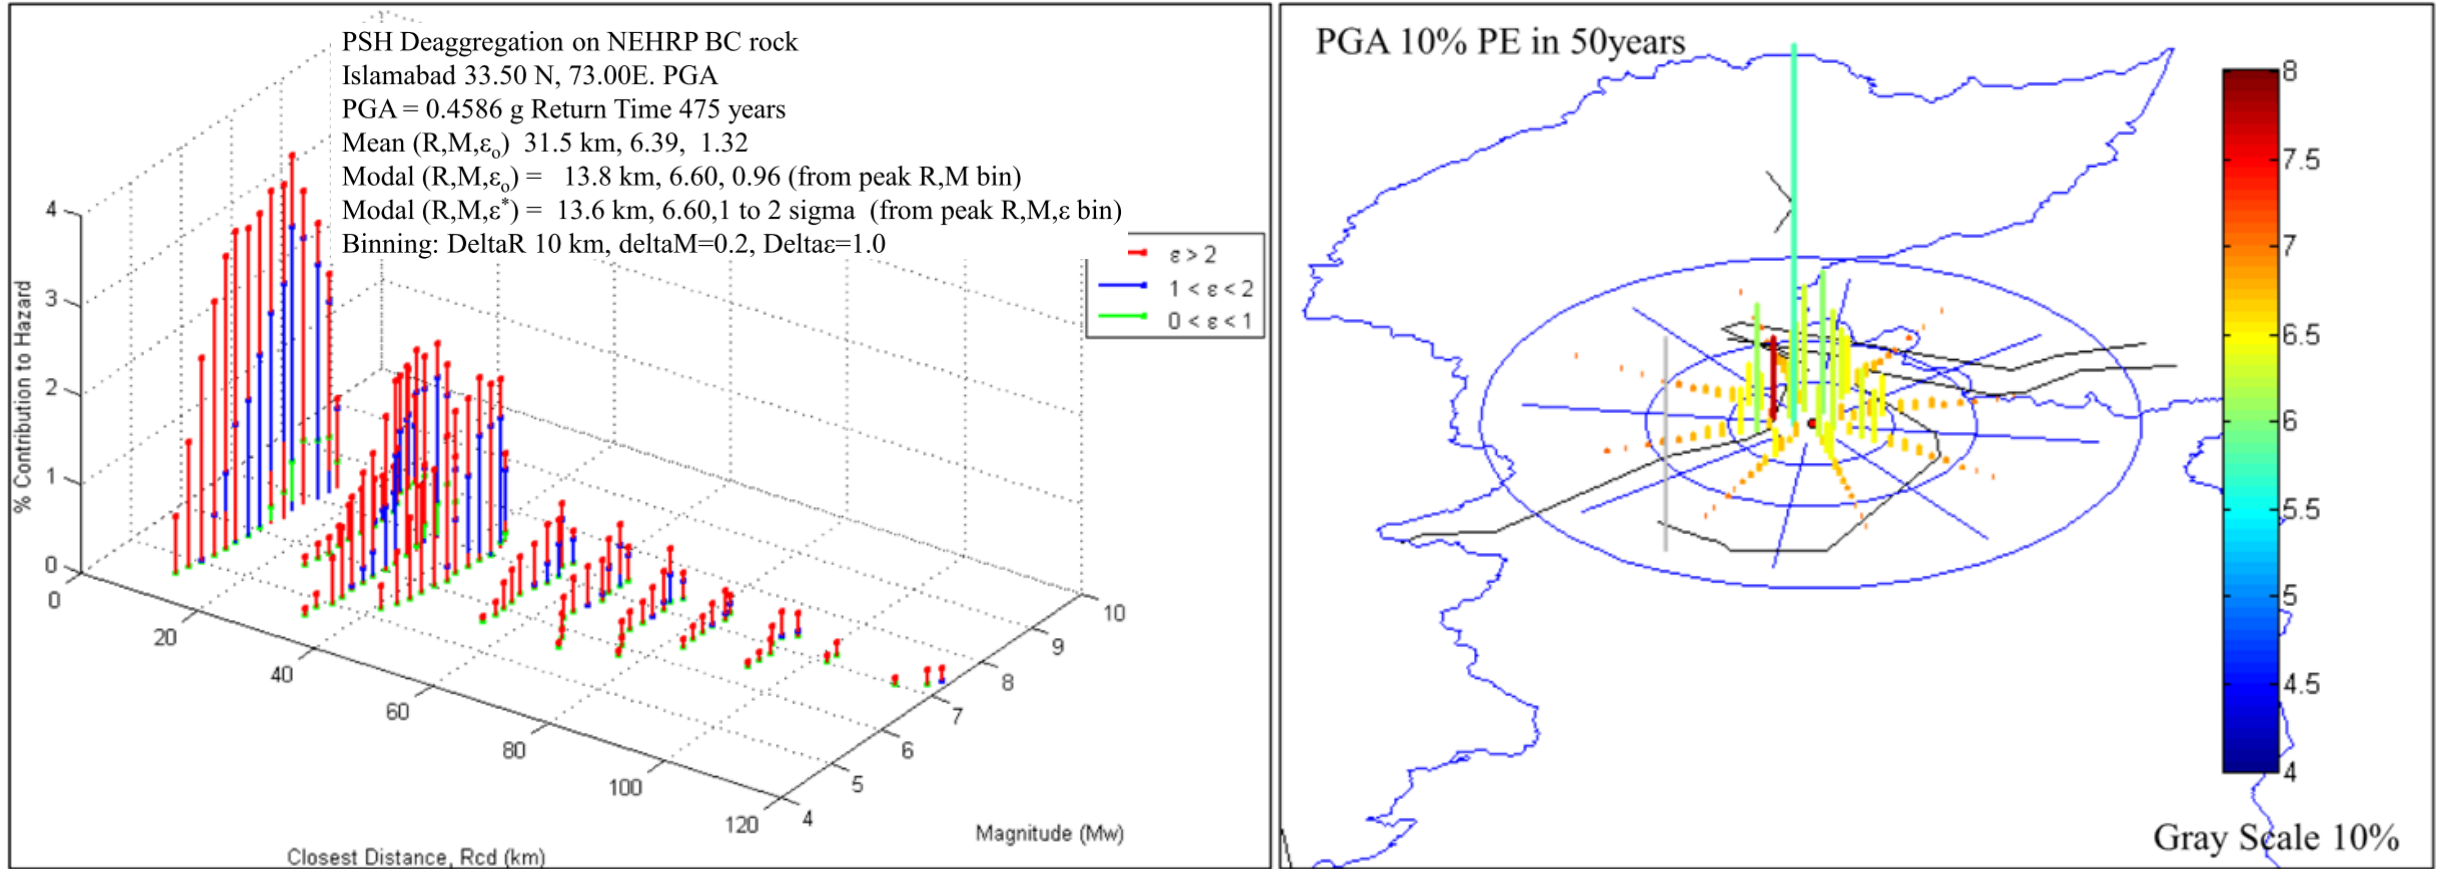 PSH Deaggregation on NEHRP BC rock
Islamabad 33.50 N, 73.00E. PGA
PGA = 0.4586 g Return Time 475 years
Mean (R,M,εo) 31.5 km, 6.39, 1.32
Modal (R,M,εo) = 13.8 km, 6.60, 0.96 (from peak R,M bin)
Modal (R,M,ε*) = 13.6 km, 6.60,1 to 2 sigma (from peak R,M,ε bin)
Binning: DeltaR 10 km, deltaM=0.2, Deltaε=1.0
ε > 2
1 < ε < 2
0 < ε < 1
% Contribution to Hazard
4
3
2
1
0
0
20
40
60
80
100
120
Closest Distance, Rcd (km)
4
5
6
7
8
9
10
Magnitude (Mw)
PGA 10% PE in 50years
8
7.5
7
6.5
6
5.5
5
4.5
4
Gray Scale 10%